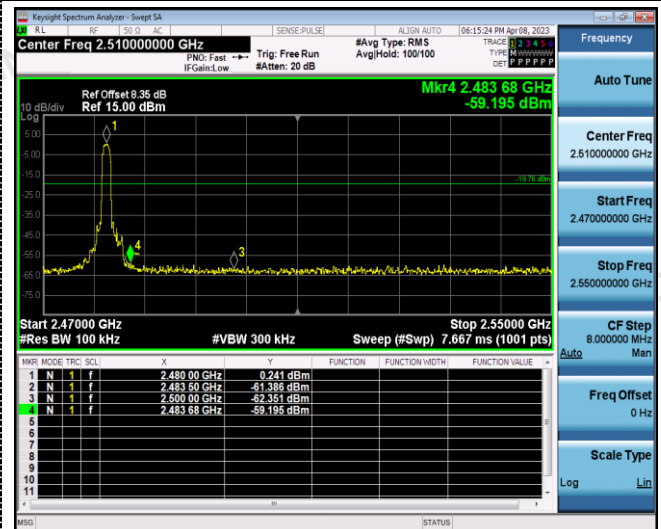 Keysight Spectrum Analyzer - Swept SA
RL RF 50 Ω AC SENSE:PULSE ALIGN AUTO 06:15:24 PM Apr 08, 2023
Center Freq 2.510000000 GHz
PNO: Fast
IFGain:Low
Trig: Free Run
#Atten: 20 dB
#Avg Type: RMS
Avg|Hold: 100/100
TRACE 1 2 3 4 5 6
TYPE M W W W W W
DET P P P P P P
Frequency
Auto Tune
Center Freq
2.510000000 GHz
Start Freq
2.470000000 GHz
Stop Freq
2.550000000 GHz
CF Step
8.000000 MHz
Auto Man
Freq Offset
0 Hz
Scale Type
Log Lin
Mkr4 2.483 68 GHz
-59.195 dBm
Ref Offset 8.35 dB
10 dB/div Ref 15.00 dBm
Log
5.00
-5.00
-15.0
-25.0
-35.0
-45.0
-55.0
-65.0
-75.0
1
4
3
-19.76 dBm
Start 2.47000 GHz Stop 2.55000 GHz
#Res BW 100 kHz #VBW 300 kHz Sweep (#Swp) 7.667 ms (1001 pts)
MKR MODE TRC SCL X Y FUNCTION FUNCTION WIDTH FUNCTION VALUE
1 N 1 f 2.480 00 GHz 0.241 dBm
2 N 1 f 2.483 50 GHz -61.386 dBm
3 N 1 f 2.500 00 GHz -62.351 dBm
4 N 1 f 2.483 68 GHz -59.195 dBm
5
6
7
8
9
10
11
MSG STATUS